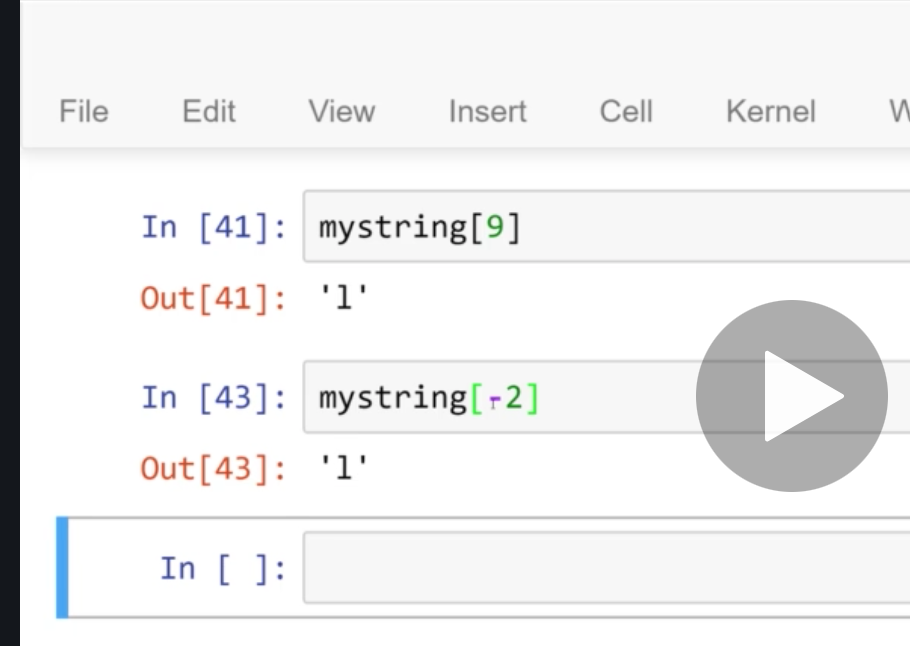 File Edit View Insert Cell Kernel W
In [41]: mystring[9]
Out[41]: 'l'
In [43]: mystring[-2]
Out[43]: 'l'
In [ ]: